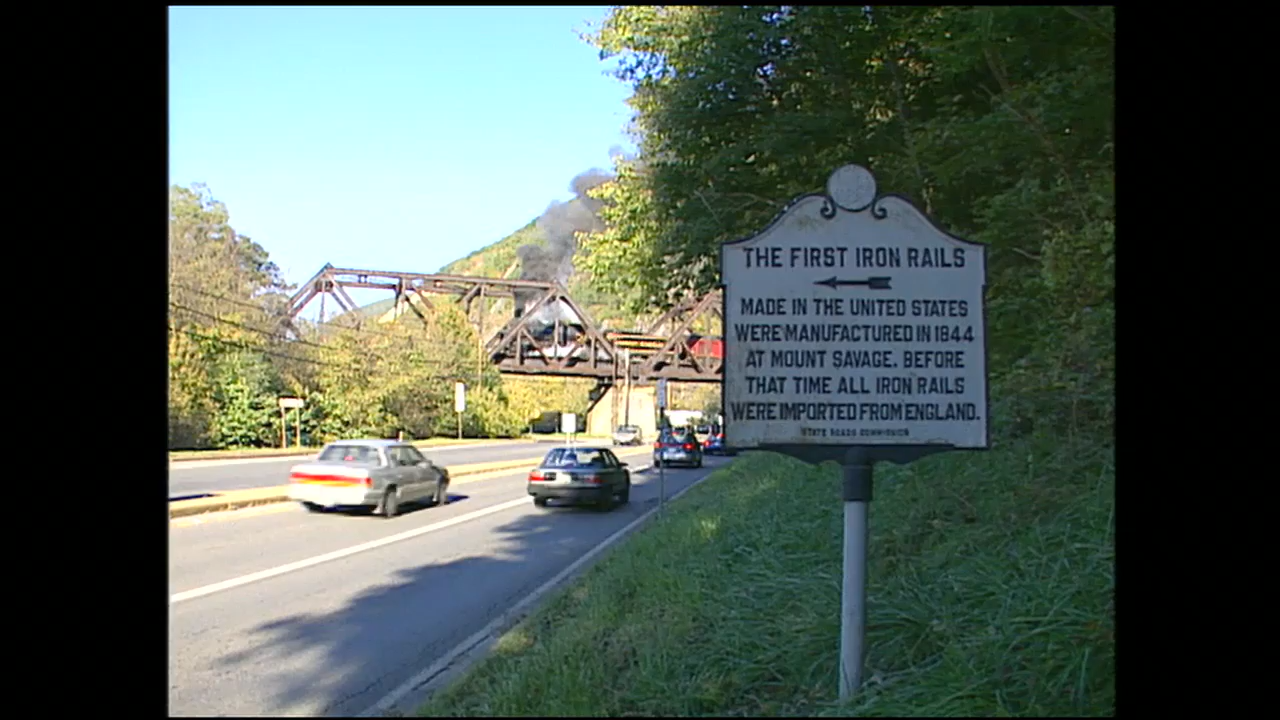 THE FIRST IRON RAILS
MADE IN THE UNITED STATES
WERE MANUFACTURED IN 1844
AT MOUNT SAVAGE. BEFORE
THAT TIME ALL IRON RAILS
WERE IMPORTED FROM ENGLAND.
STATE ROADS COMMISSION